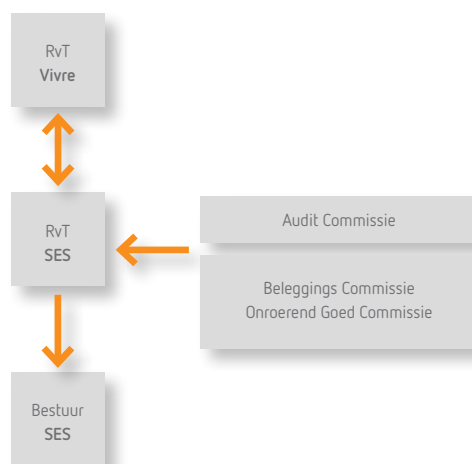 RvT
Vivre
RvT
SES
Audit Commissie
Beleggings Commissie
Onroerend Goed Commissie
Bestuur
SES